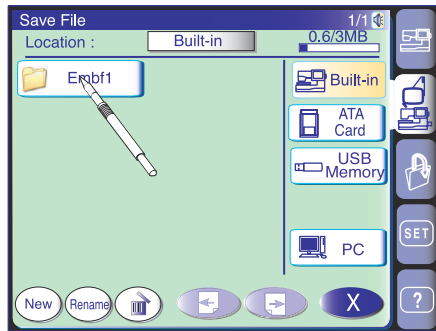 Save File
1/1
Location :
Built-in
0.6/3MB
Embf1
Built-in
ATA
Card
USB
Memory
PC
SET
New
Rename
X
?